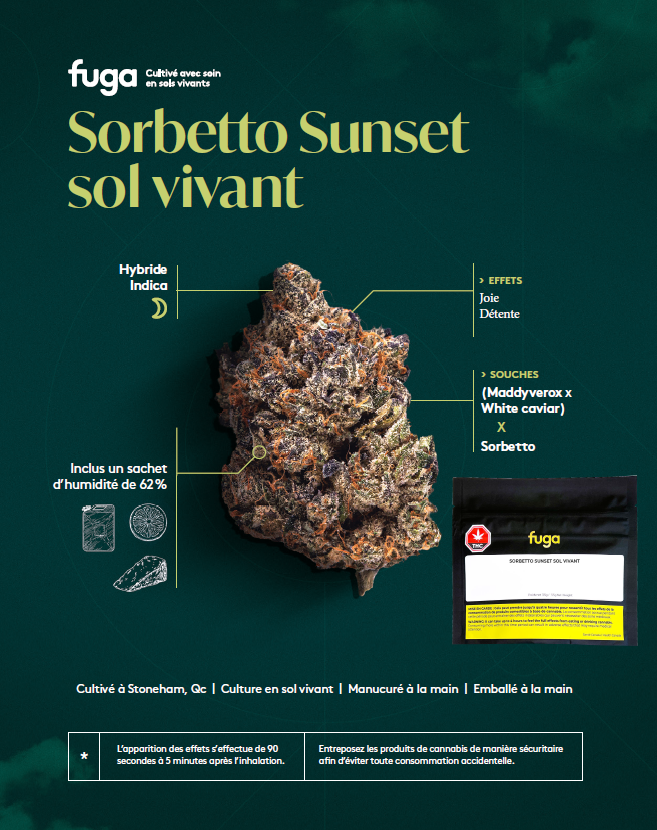 fuga
Cultivé avec soin
en sols vivants
Sorbetto Sunset
sol vivant
Hybride
Indica
> EFFETS
Joie
Détente
> SOUCHES
(Maddyverox x
White caviar)
X
Sorbetto
Inclus un sachet
d'humidité de 62%
THC
fuga
SORBETTO SUNSET SOL VIVANT
Cultivé à Stoneham, Qc | Culture en sol vivant | Manucuré à la main | Emballé à la main
*
L'apparition des effets s'effectue de 90
secondes à 5 minutes après l'inhalation.
Entreposez les produits de cannabis de manière sécuritaire
afin d'éviter toute consommation accidentelle.